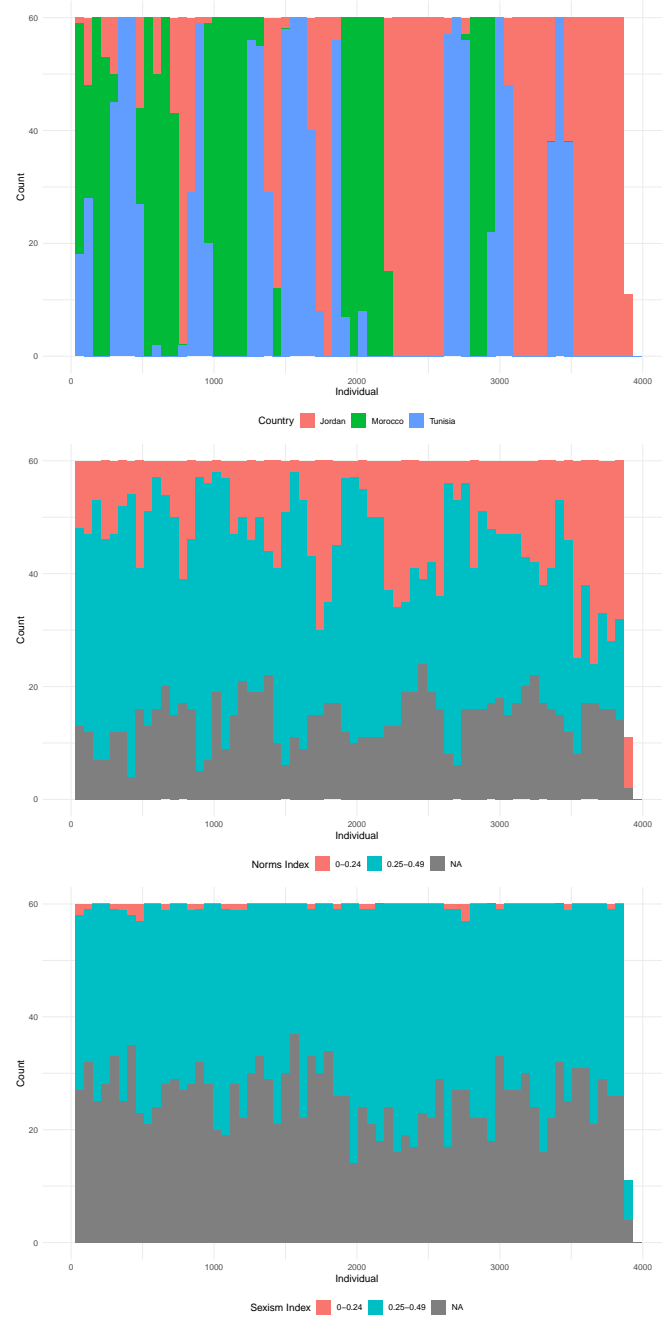 60
40
20
0
Count
0 1000 2000 3000 4000
Individual
Country Jordan Morocco Tunisia
60
40
20
0
Count
0 1000 2000 3000 4000
Individual
Norms Index 0−0.24 0.25−0.49 NA
60
40
20
0
Count
0 1000 2000 3000 4000
Individual
Sexism Index 0−0.24 0.25−0.49 NA